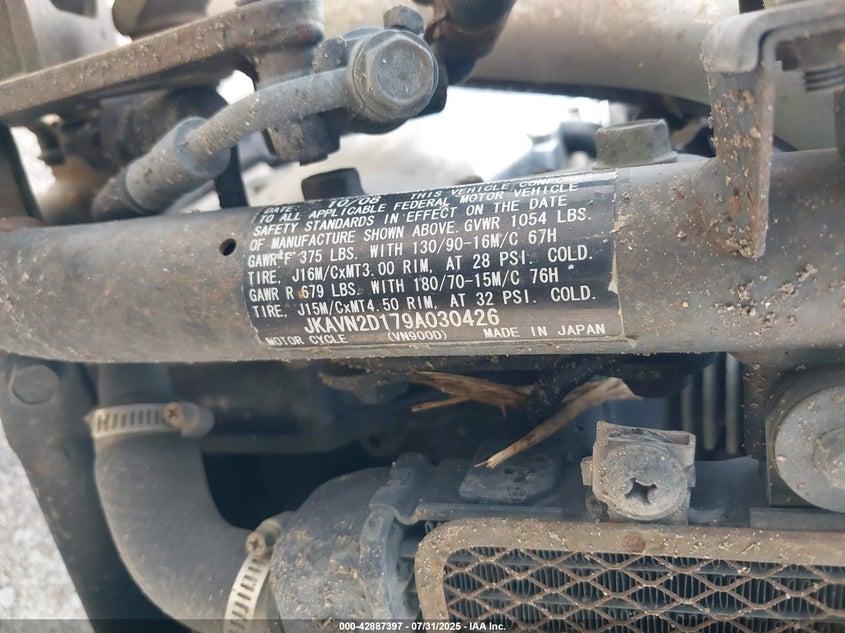 DATE: 10/08 THIS VEHICLE CONFORMS
TO ALL APPLICABLE FEDERAL MOTOR VEHICLE
SAFETY STANDARDS IN EFFECT ON THE DATE
OF MANUFACTURE SHOWN ABOVE. GVWR 1054 LBS.
GAWR F 375 LBS. WITH 130/90-16M/C 67H
TIRE, J16M/CxMT3.00 RIM, AT 28 PSI. COLD.
GAWR R 679 LBS. WITH 180/70-15M/C 76H
TIRE, J15M/CxMT4.50 RIM, AT 32 PSI. COLD.
JKAVN2D179A030426
MOTOR CYCLE (VN900D) MADE IN JAPAN
000-42887397 - 07/31/2025 - IAA Inc.